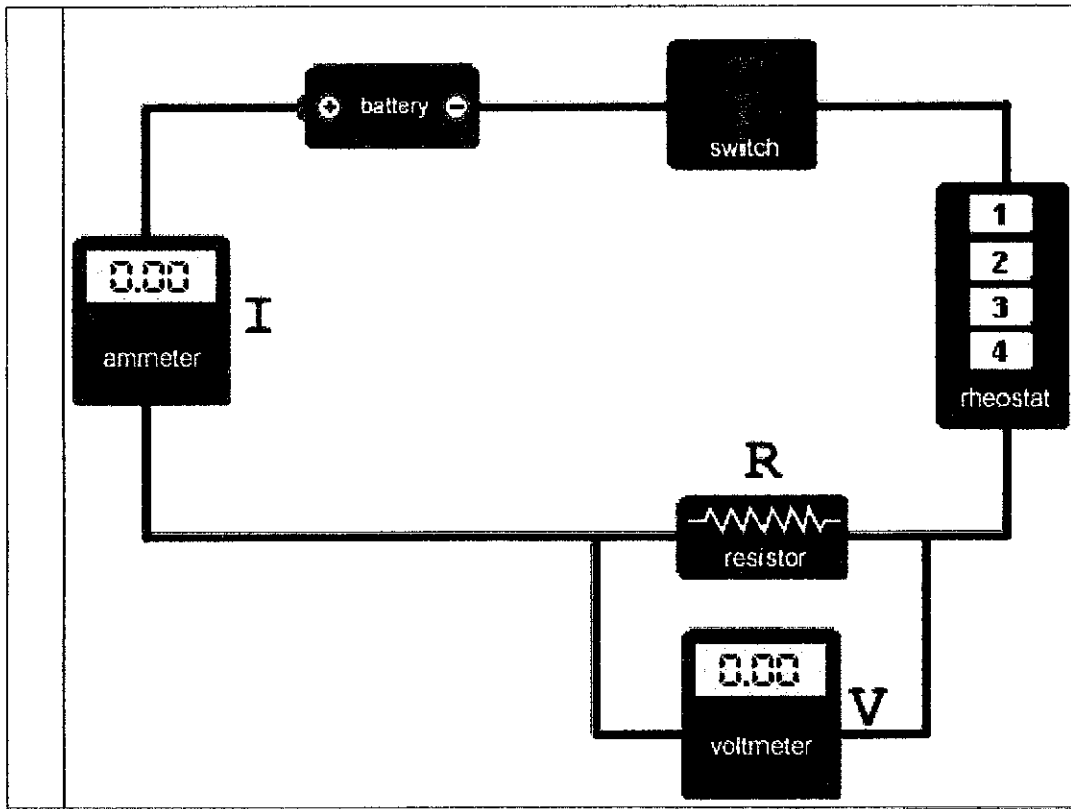 + battery −
switch
1
2
3
4
rheostat
0.00
I
ammeter
R
resistor
0.00
V
voltmeter